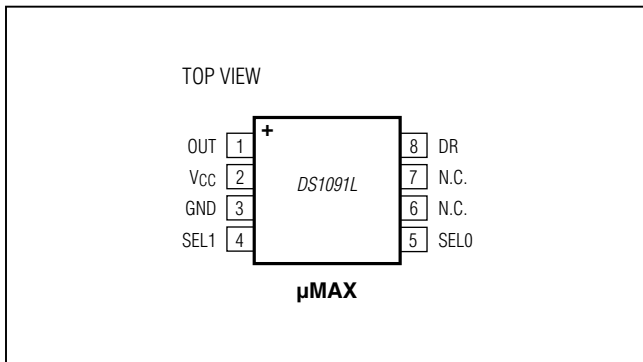 TOP VIEW
+
OUT 1
VCC 2
GND 3
SEL1 4
DS1091L
8 DR
7 N.C.
6 N.C.
5 SEL0
µMAX